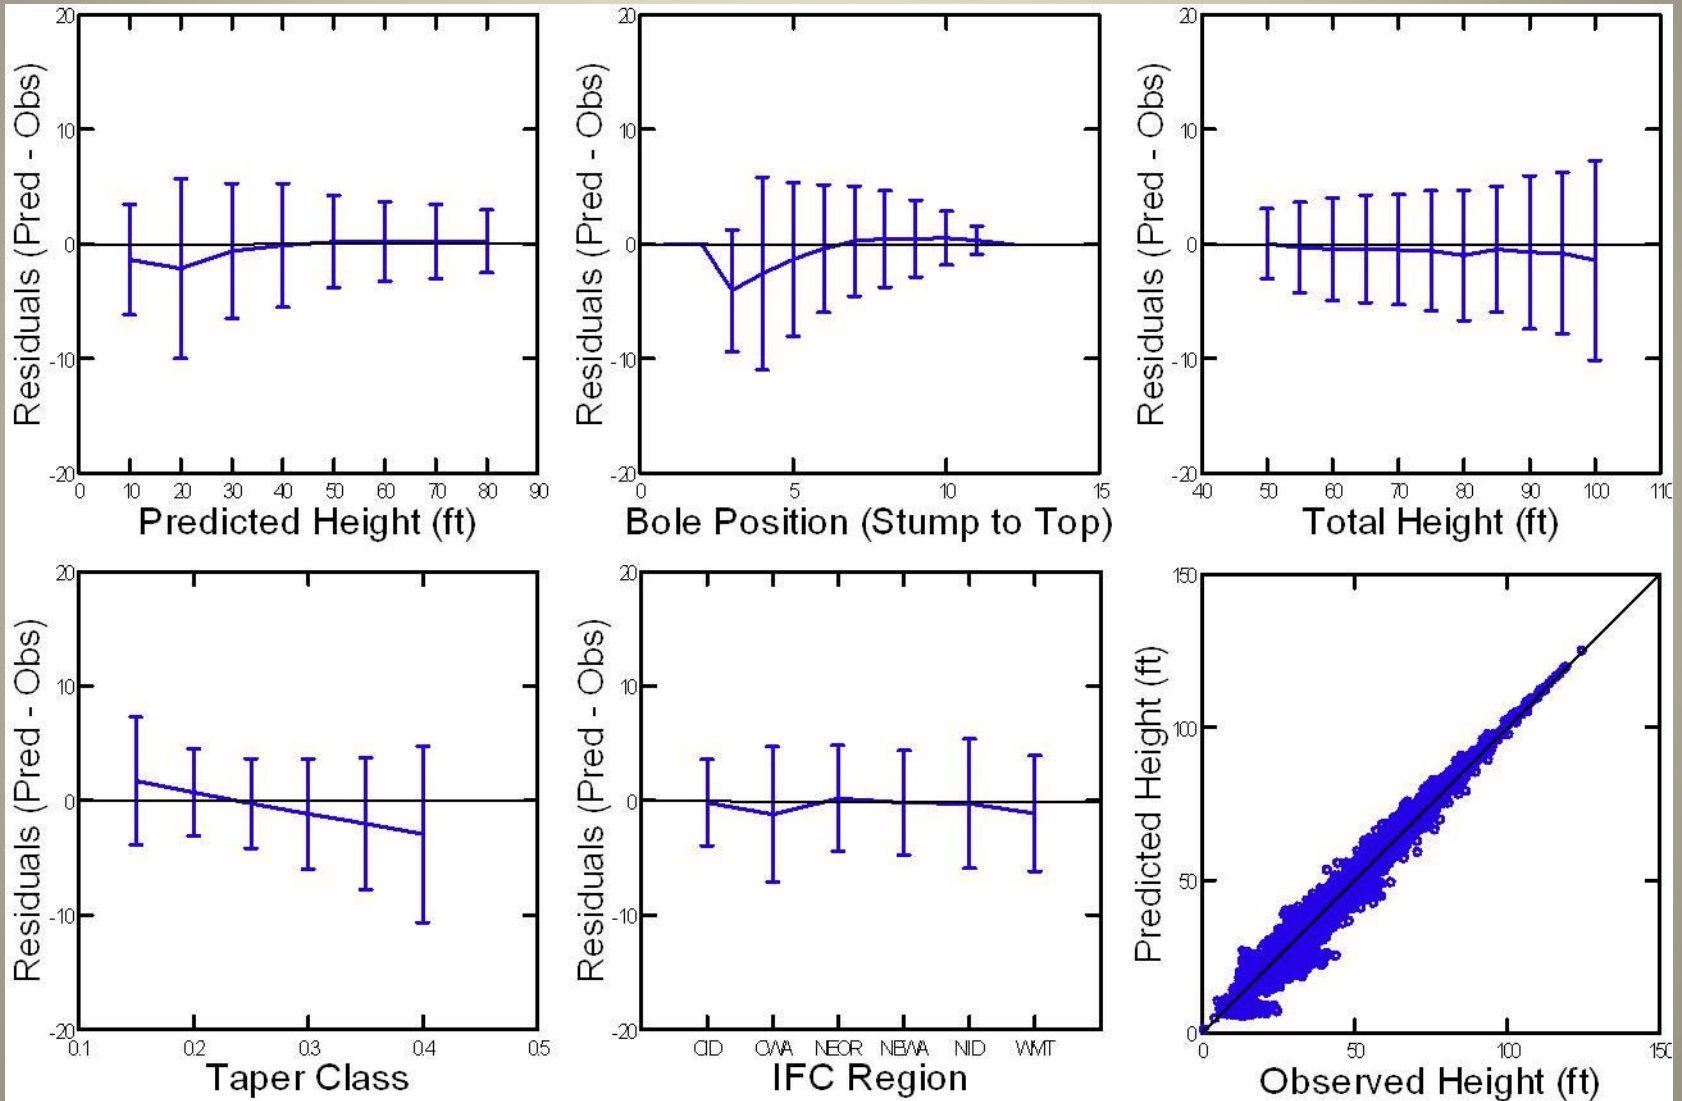 Residuals (Pred - Obs)
20
10
0
-10
-20
0 10 20 30 40 50 60 70 80 90
Predicted Height (ft)
Residuals (Pred - Obs)
20
10
0
-10
-20
0 5 10 15
Bole Position (Stump to Top)
Residuals (Pred - Obs)
20
10
0
-10
-20
40 50 60 70 80 90 100 110
Total Height (ft)
Residuals (Pred - Obs)
20
10
0
-10
-20
0.1 0.2 0.3 0.4 0.5
Taper Class
Residuals (Pred - Obs)
20
10
0
-10
-20
CID CWA NEOR NEWA NID WMT
IFC Region
Predicted Height (ft)
150
100
50
0
0 50 100 150
Observed Height (ft)